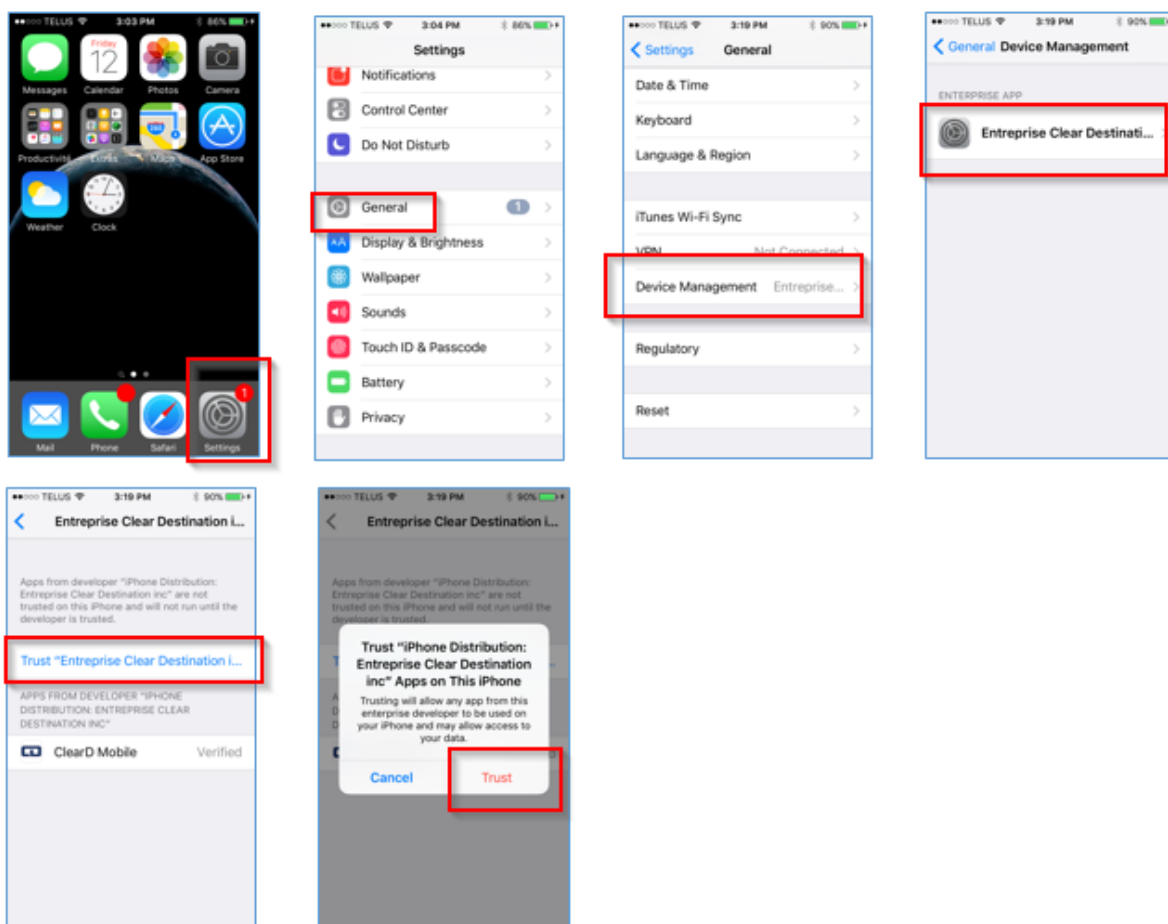 TELUS 3:03 PM 86%
Friday
12
Messages Calendar Photos Camera
280
Productivité Extras Maps App Store
Weather Clock
1
Mail Phone Safari Settings
TELUS 3:04 PM 86%
Settings
Notifications
Control Center
Do Not Disturb
General 1
AA Display & Brightness
Wallpaper
Sounds
Touch ID & Passcode
Battery
Privacy
TELUS 3:19 PM 90%
Settings General
Date & Time
Keyboard
Language & Region
iTunes Wi-Fi Sync
VPN Not Connected
Device Management Entreprise...
Regulatory
Reset
TELUS 3:19 PM 90%
General Device Management
ENTERPRISE APP
Entreprise Clear Destinati...
TELUS 3:19 PM 90%
Entreprise Clear Destination i...
Apps from developer "iPhone Distribution:
Entreprise Clear Destination inc" are not
trusted on this iPhone and will not run until the
developer is trusted.
Trust "Entreprise Clear Destination i...
APPS FROM DEVELOPER "IPHONE
DISTRIBUTION: ENTREPRISE CLEAR
DESTINATION INC"
ClearD Mobile Verified
TELUS 3:19 PM 90%
Entreprise Clear Destination i...
Apps from developer "iPhone Distribution:
Entreprise Clear Destination inc" are not
trusted on this iPhone and will not run until the
developer is trusted.
Trust "iPhone Distribution:
Entreprise Clear Destination
inc" Apps on This iPhone
Trusting will allow any app from this
enterprise developer to be used on
your iPhone and may allow access to
your data.
Cancel Trust